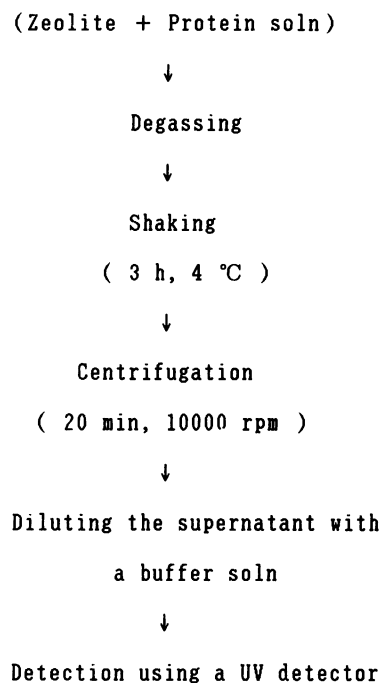 (Zeolite + Protein soln)
↓
Degassing
↓
Shaking
( 3 h, 4 ℃ )
↓
Centrifugation
( 20 min, 10000 rpm )
↓
Diluting the supernatant with
a buffer soln
↓
Detection using a UV detector